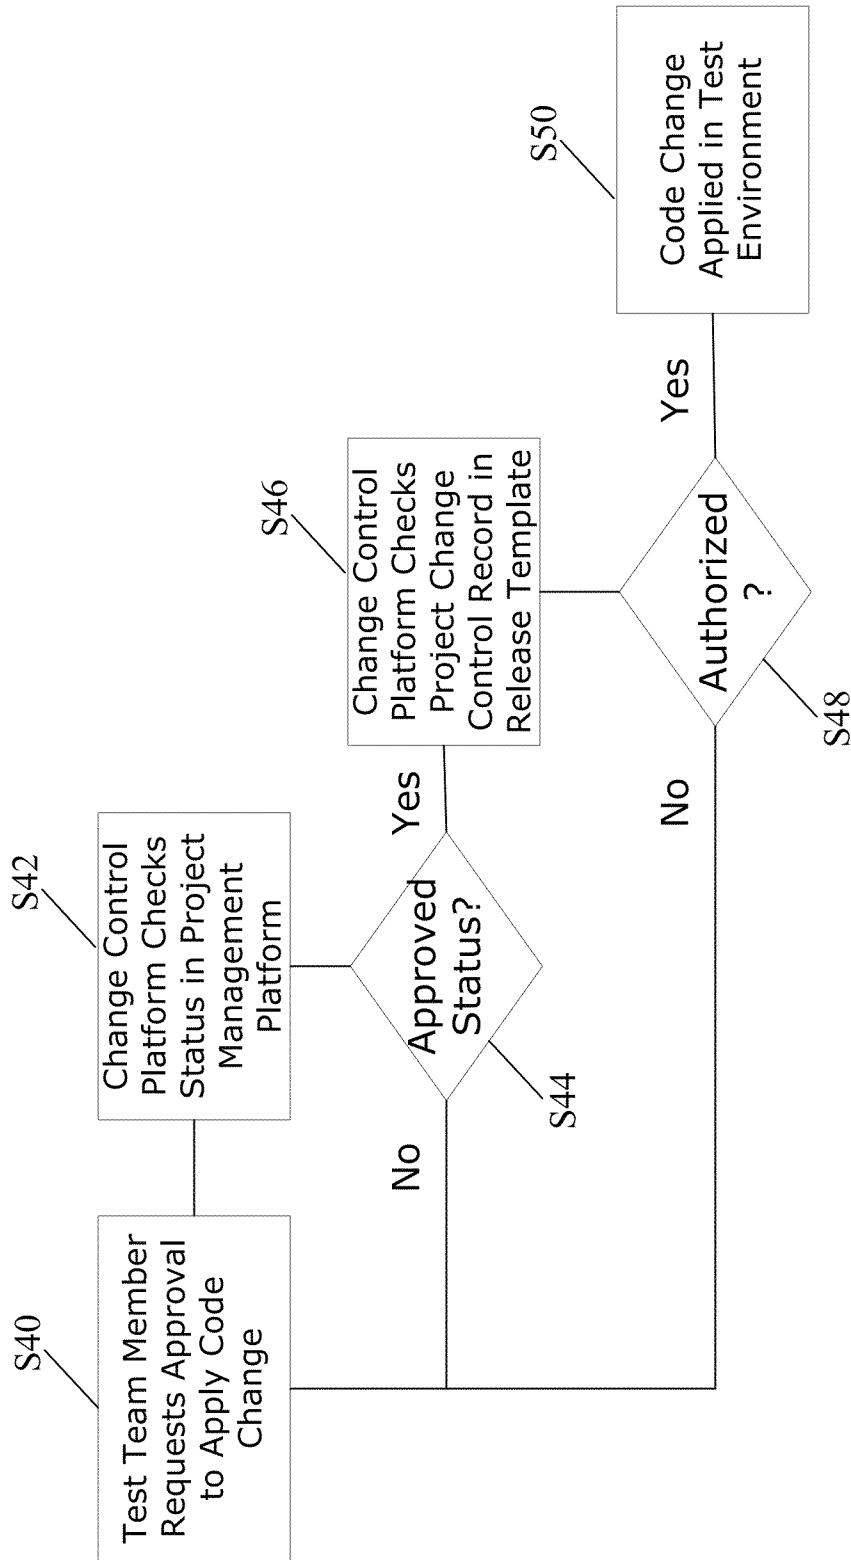 S40
Test Team Member
Requests Approval
to Apply Code
Change
S42
Change Control
Platform Checks
Status in Project
Management
Platform
Approved
Status?
S44
No
Yes
S46
Change Control
Platform Checks
Project Change
Control Record in
Release Template
Authorized
?
S48
No
Yes
S50
Code Change
Applied in Test
Environment